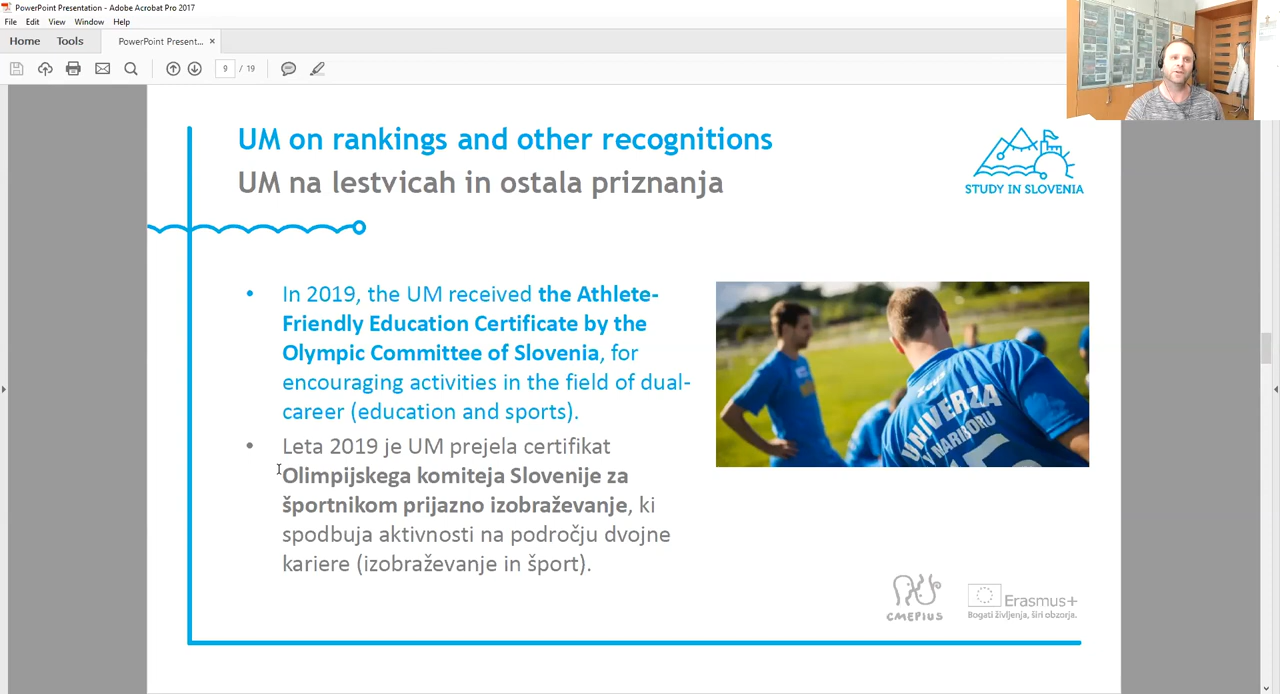 PowerPoint Presentation - Adobe Acrobat Pro 2017
File Edit View Window Help
Home Tools PowerPoint Present... ×
9 / 19
UM on rankings and other recognitions
UM na lestvicah in ostala priznanja
STUDY IN SLOVENIA
• In 2019, the UM received the Athlete-
Friendly Education Certificate by the
Olympic Committee of Slovenia, for
encouraging activities in the field of dual-
career (education and sports).
• Leta 2019 je UM prejela certifikat
Olimpijskega komiteja Slovenije za
športnikom prijazno izobraževanje, ki
spodbuja aktivnosti na področju dvojne
kariere (izobraževanje in šport).
UNIVERZA
MARIBORU
15
CMEPIUS
Erasmus+
Bogati življenja, širi obzorja.